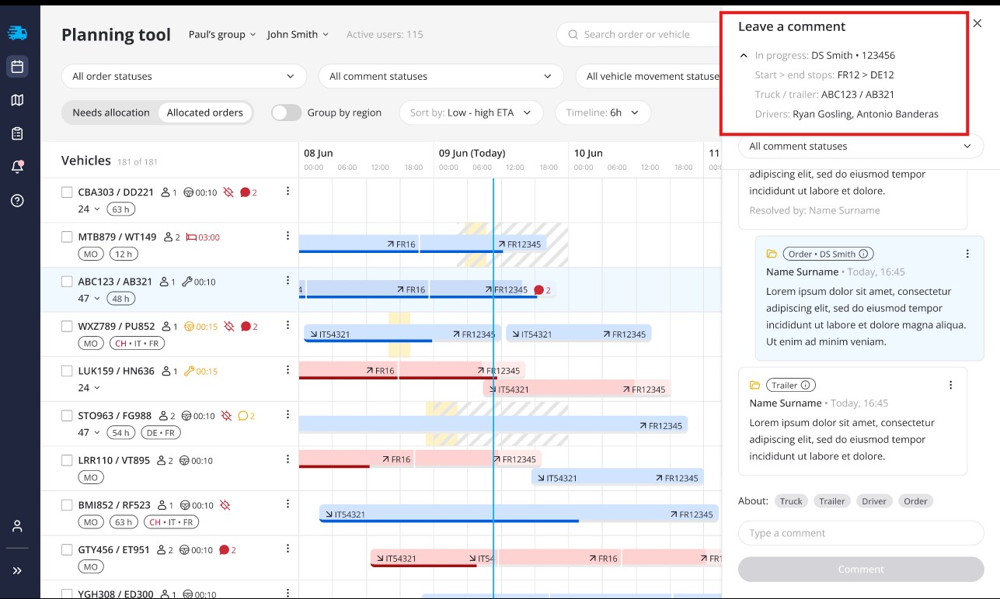 Planning tool
Paul's group
John Smith
Active users: 115
Search order or vehicle
All order statuses
All comment statuses
All vehicle movement statuse
Needs allocation
Allocated orders
Group by region
Sort by: Low - high ETA
Timeline: 6h
Vehicles 181 of 181
08 Jun
09 Jun (Today)
10 Jun
11
00:00 06:00 12:00 18:00 00:00 06:00 12:00 18:00 00:00 06:00 12:00 18:00 00:0
CBA303 / DD221 1 00:10 2
24 63 h
MTB879 / WT149 2 03:00
MO 12 h
FR16 FR12345
ABC123 / AB321 1 00:10
47 48 h
4 FR16 FR12345 2
WXZ789 / PU852 1 00:15 2
MO CH • IT • FR
IT54321 FR12345 IT54321 FR12345
LUK159 / HN636 1 00:15
24
FR16 FR12345
IT54321 FR12345
STO963 / FG988 2 00:10 2
47 54 h DE • FR
FR12345
LRR110 / VT895 2 00:10
MO
FR16 FR12345
IT54321 FR12345
BMI852 / RF523 1 00:10
MO 63 h CH • IT • FR
IT54321 FR12345
GTY456 / ET951 2 00:10 2
MO
IT54321 IT54 FR16 FR1
YGH308 / ED300 1 00:10
Leave a comment
In progress: DS Smith • 123456
Start > end stops: FR12 > DE12
Truck / trailer: ABC123 / AB321
Drivers: Ryan Gosling, Antonio Banderas
All comment statuses
adipiscing elit, sed do eiusmod tempor
incididunt ut labore et dolore.
Resolved by: Name Surname
Order • DS Smith
Name Surname • Today, 16:45
Lorem ipsum dolor sit amet, consectetur
adipiscing elit, sed do eiusmod tempor
incididunt ut labore et dolore magna aliqua.
Ut enim ad minim veniam.
Trailer
Name Surname • Today, 16:45
Lorem ipsum dolor sit amet, consectetur
adipiscing elit, sed do eiusmod tempor
incididunt ut labore et dolore.
About: Truck Trailer Driver Order
Type a comment
Comment